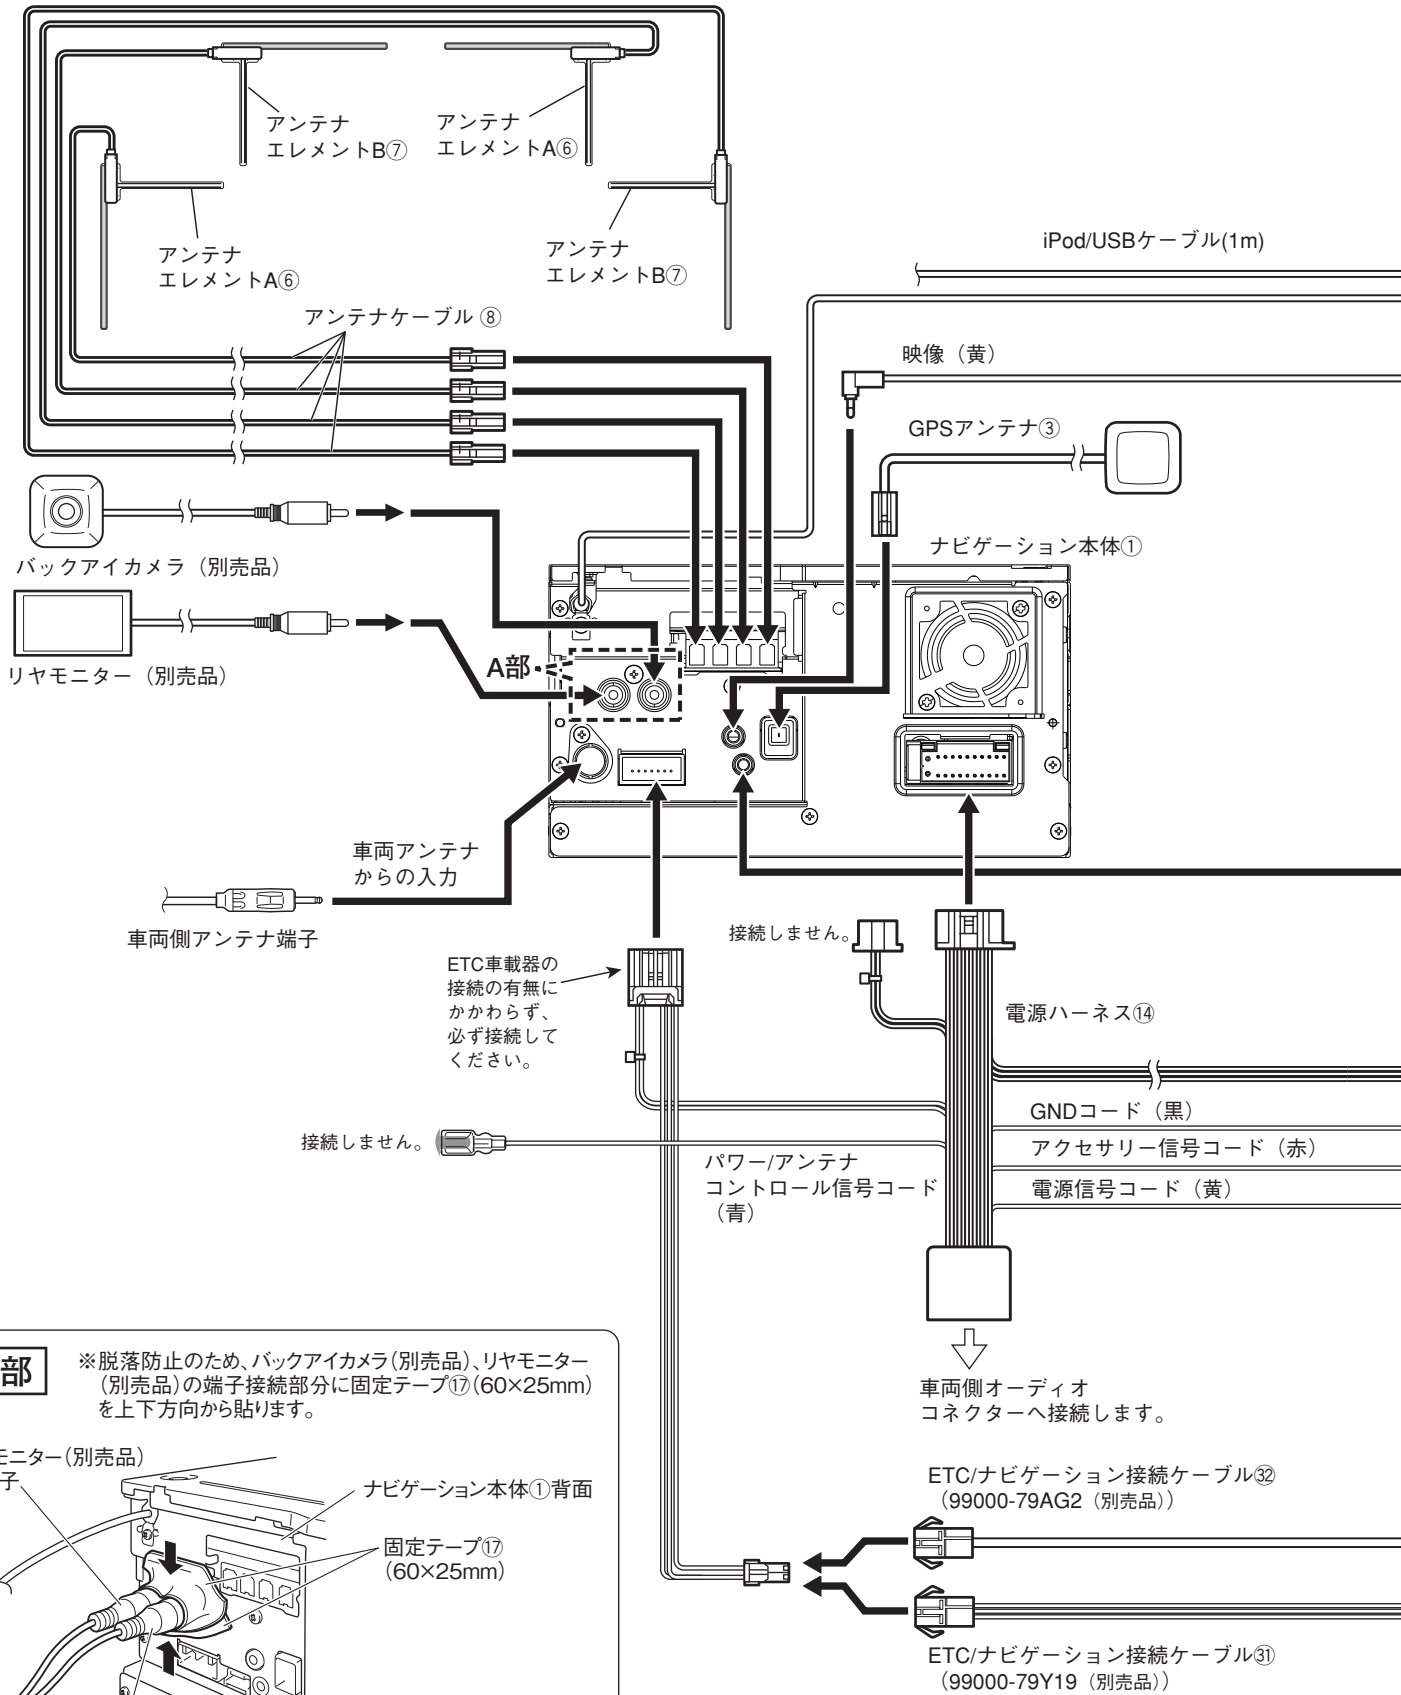 アンテナ
エレメントB⑦
アンテナ
エレメントA⑥
アンテナ
エレメントA⑥
アンテナ
エレメントB⑦
iPod/USBケーブル(1m)
アンテナケーブル ⑧
映像（黄）
GPSアンテナ③
バックアイカメラ（別売品）
ナビゲーション本体①
リヤモニター（別売品）
A部
車両アンテナ
からの入力
車両側アンテナ端子
接続しません。
ETC車載器の
接続の有無に
かかわらず、
必ず接続して
ください。
電源ハーネス⑭
GNDコード（黒）
接続しません。
アクセサリー信号コード（赤）
パワー/アンテナ
コントロール信号コード
（青）
電源信号コード（黄）
車両側オーディオ
コネクターへ接続します。
部
※脱落防止のため、バックアイカメラ（別売品）、リヤモニター
（別売品）の端子接続部分に固定テープ⑰（60×25mm）
を上下方向から貼ります。
モニター（別売品）
子
ナビゲーション本体①背面
固定テープ⑰
（60×25mm）
ETC/ナビゲーション接続ケーブル㉜
（99000-79AG2（別売品））
ETC/ナビゲーション接続ケーブル㉛
（99000-79Y19（別売品））